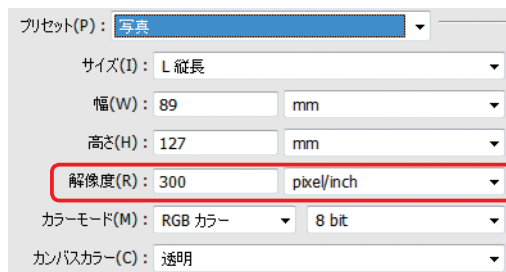 プリセット(P)： 写真
サイズ(I)： L 縦長
幅(W)： 89 mm
高さ(H)： 127 mm
解像度(R)： 300 pixel/inch
カラーモード(M)： RGB カラー 8 bit
カンバスカラー(C)： 透明